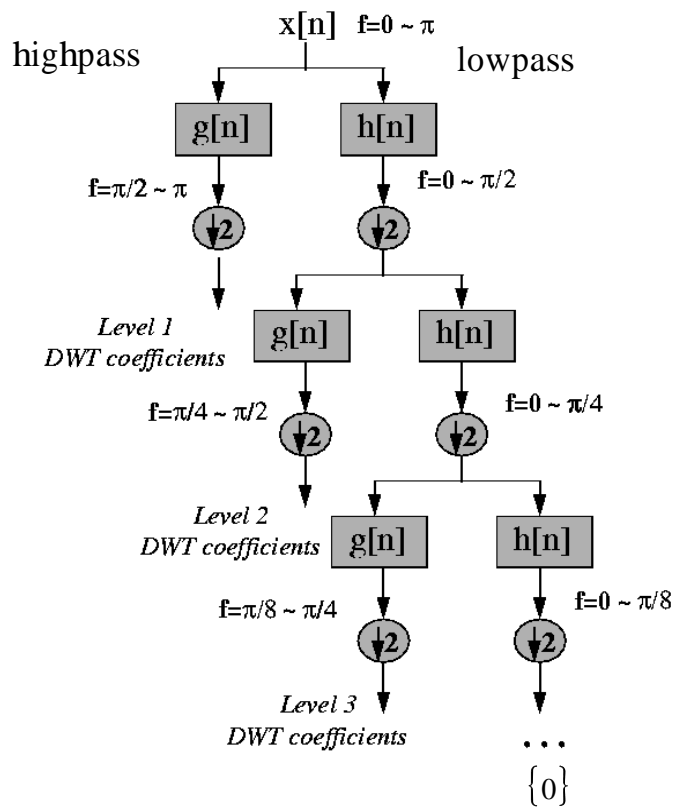 x[n] f=0 ~ π
highpass
lowpass
g[n]
h[n]
f=π/2 ~ π
f=0 ~ π/2
2
2
Level 1
DWT coefficients
g[n]
h[n]
f=π/4 ~ π/2
f=0 ~ π/4
2
2
Level 2
DWT coefficients
g[n]
h[n]
f=π/8 ~ π/4
f=0 ~ π/8
2
2
Level 3
DWT coefficients
...
{0}